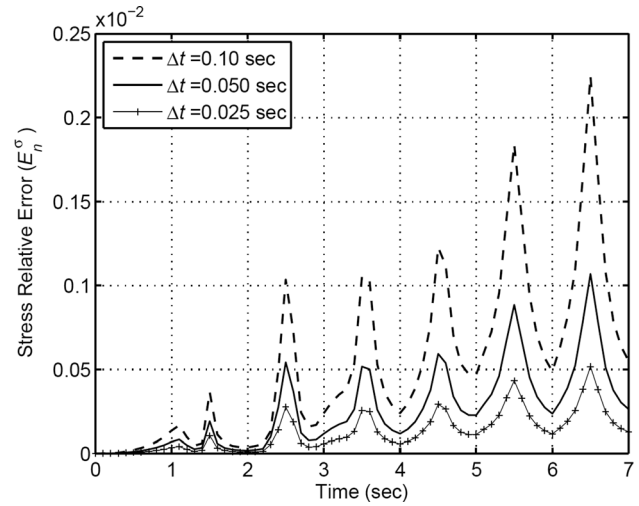 x10⁻²
0.25
0.2
0.15
0.1
0.05
0
Stress Relative Error (Eₙ^σ)
Δt =0.10 sec
Δt =0.050 sec
Δt =0.025 sec
0 1 2 3 4 5 6 7
Time (sec)